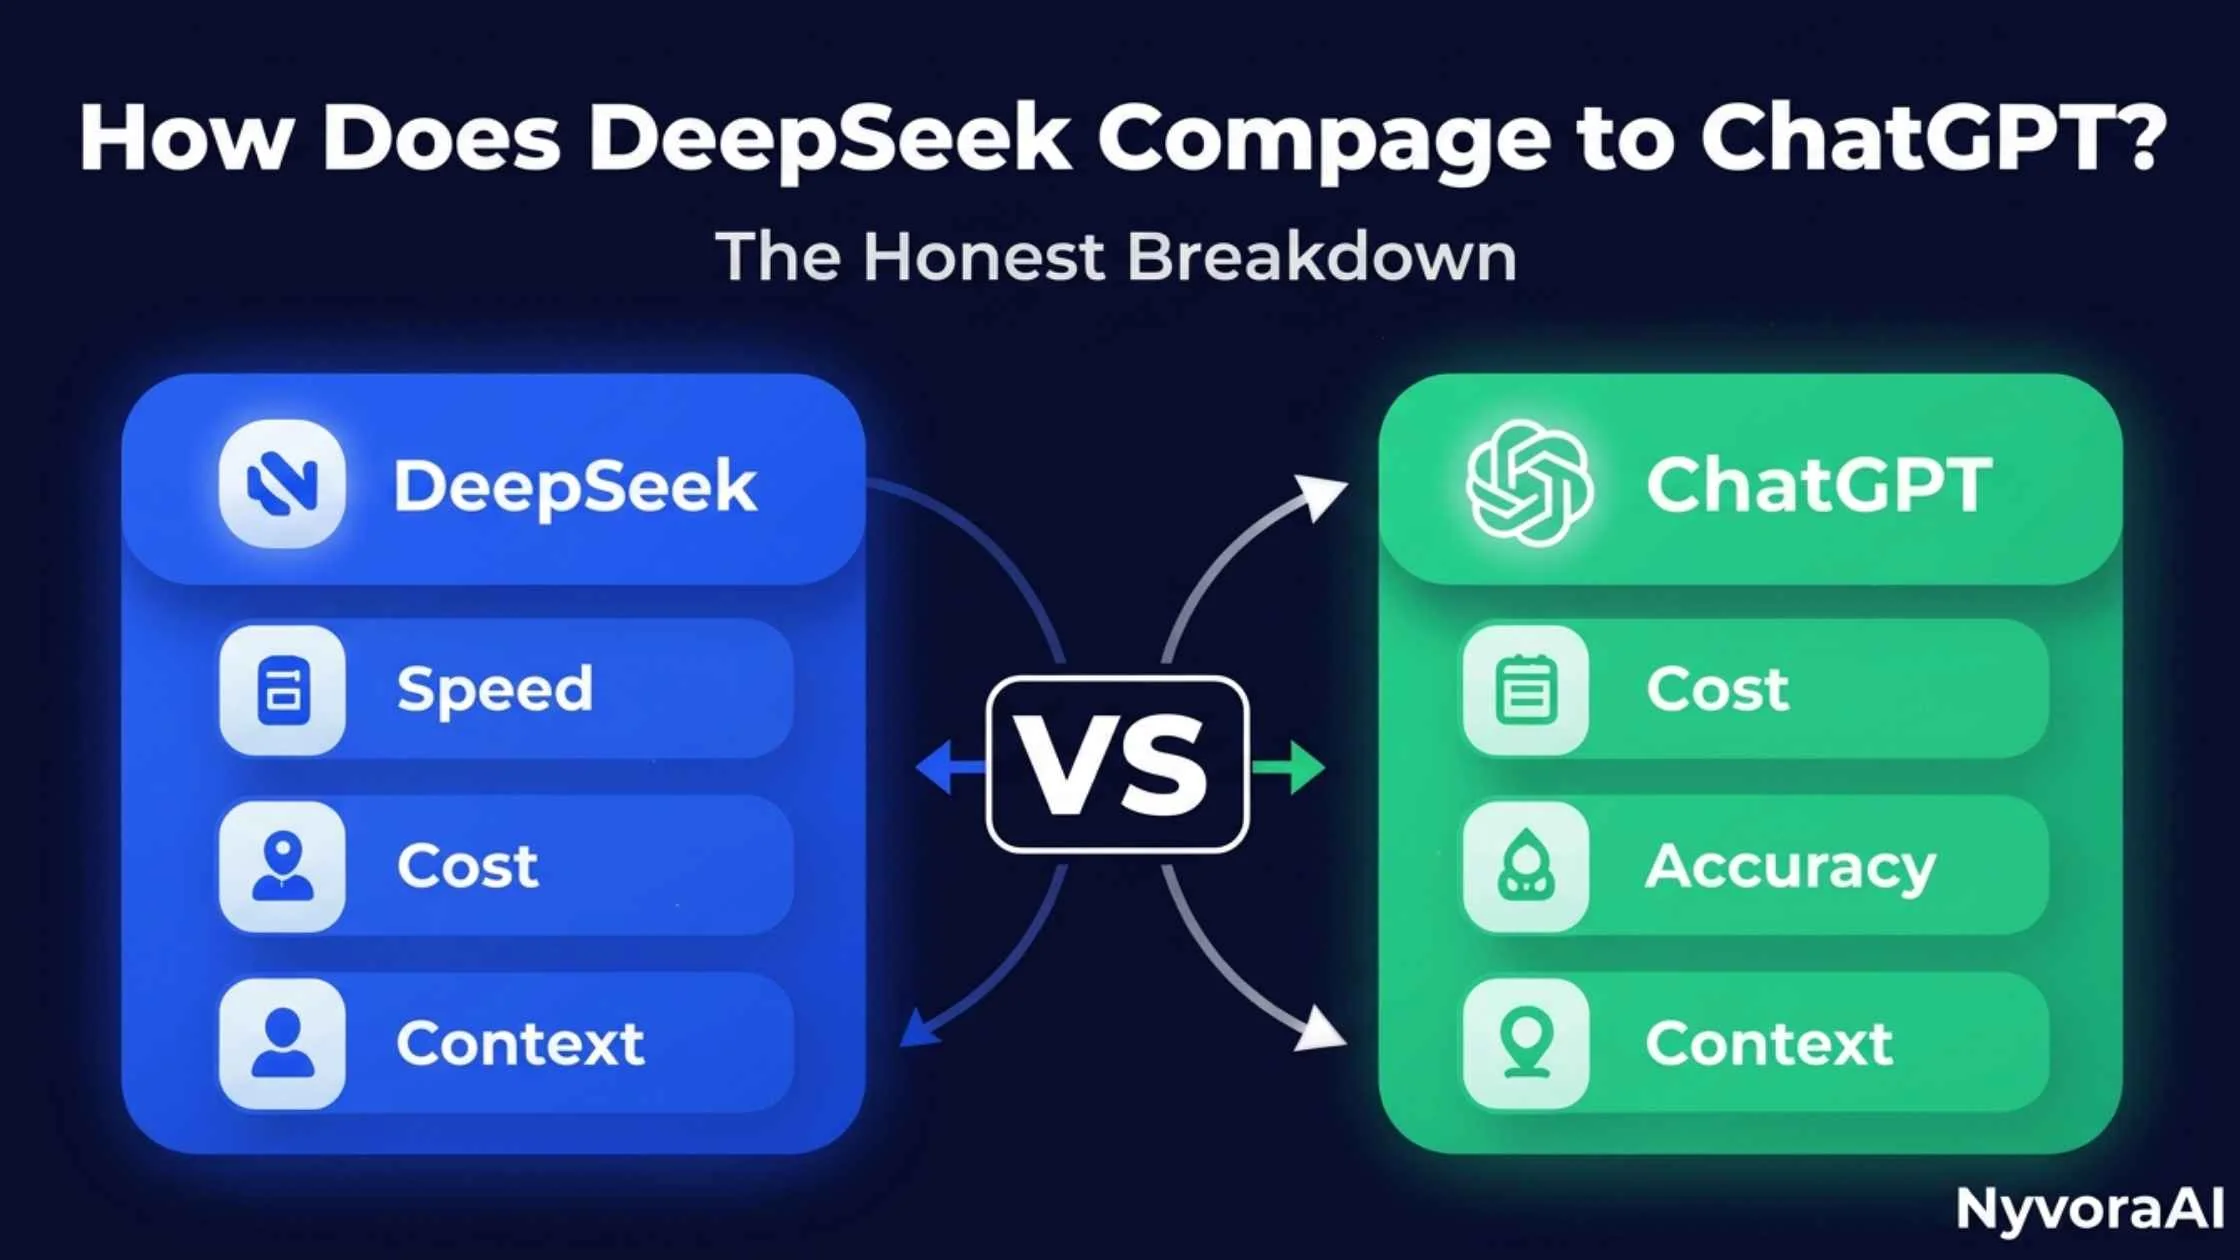 How Does DeepSeek Compage to ChatGPT?
The Honest Breakdown
DeepSeek
Speed
Cost
Context
VS
ChatGPT
Cost
Accuracy
Context
NyvoraAI